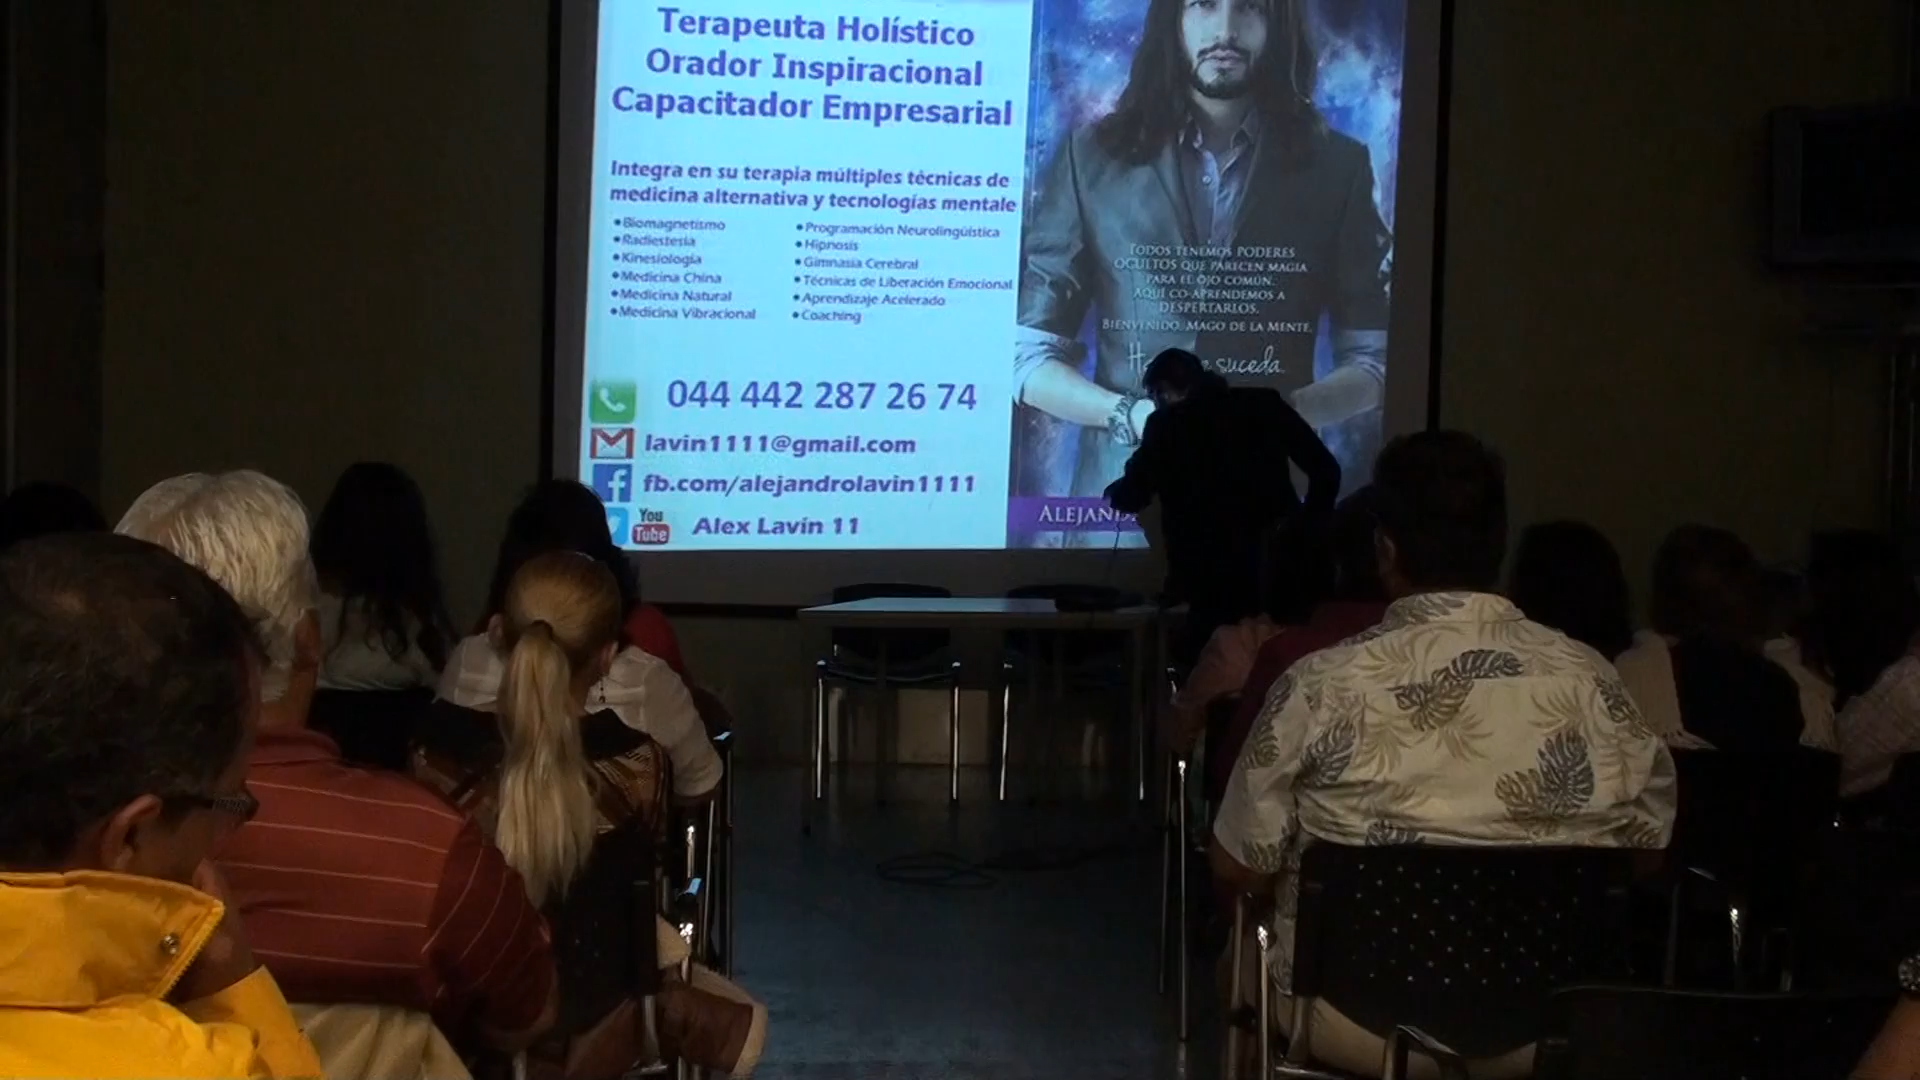 Terapeuta Holístico
Orador Inspiracional
Capacitador Empresarial
Integra en su terapia múltiples técnicas de
medicina alternativa y tecnologías mentale
•Biomagnetismo
•Radiestesia
•Kinesiología
•Medicina China
•Medicina Natural
•Medicina Vibracional
•Programación Neurolingüística
•Hipnosis
•Gimnasia Cerebral
•Técnicas de Liberación Emocional
•Aprendizaje Acelerado
•Coaching
044 442 287 26 74
lavin1111@gmail.com
fb.com/alejandrolavin1111
You
Tube
Alex Lavín 11
TODOS TENEMOS PODERES
OCULTOS QUE PARECEN MAGIA
PARA EL OJO COMÚN.
AQUÍ CO-APRENDEMOS A
DESPERTARLOS.
BIENVENIDO, MAGO DE LA MENTE.
suceda.